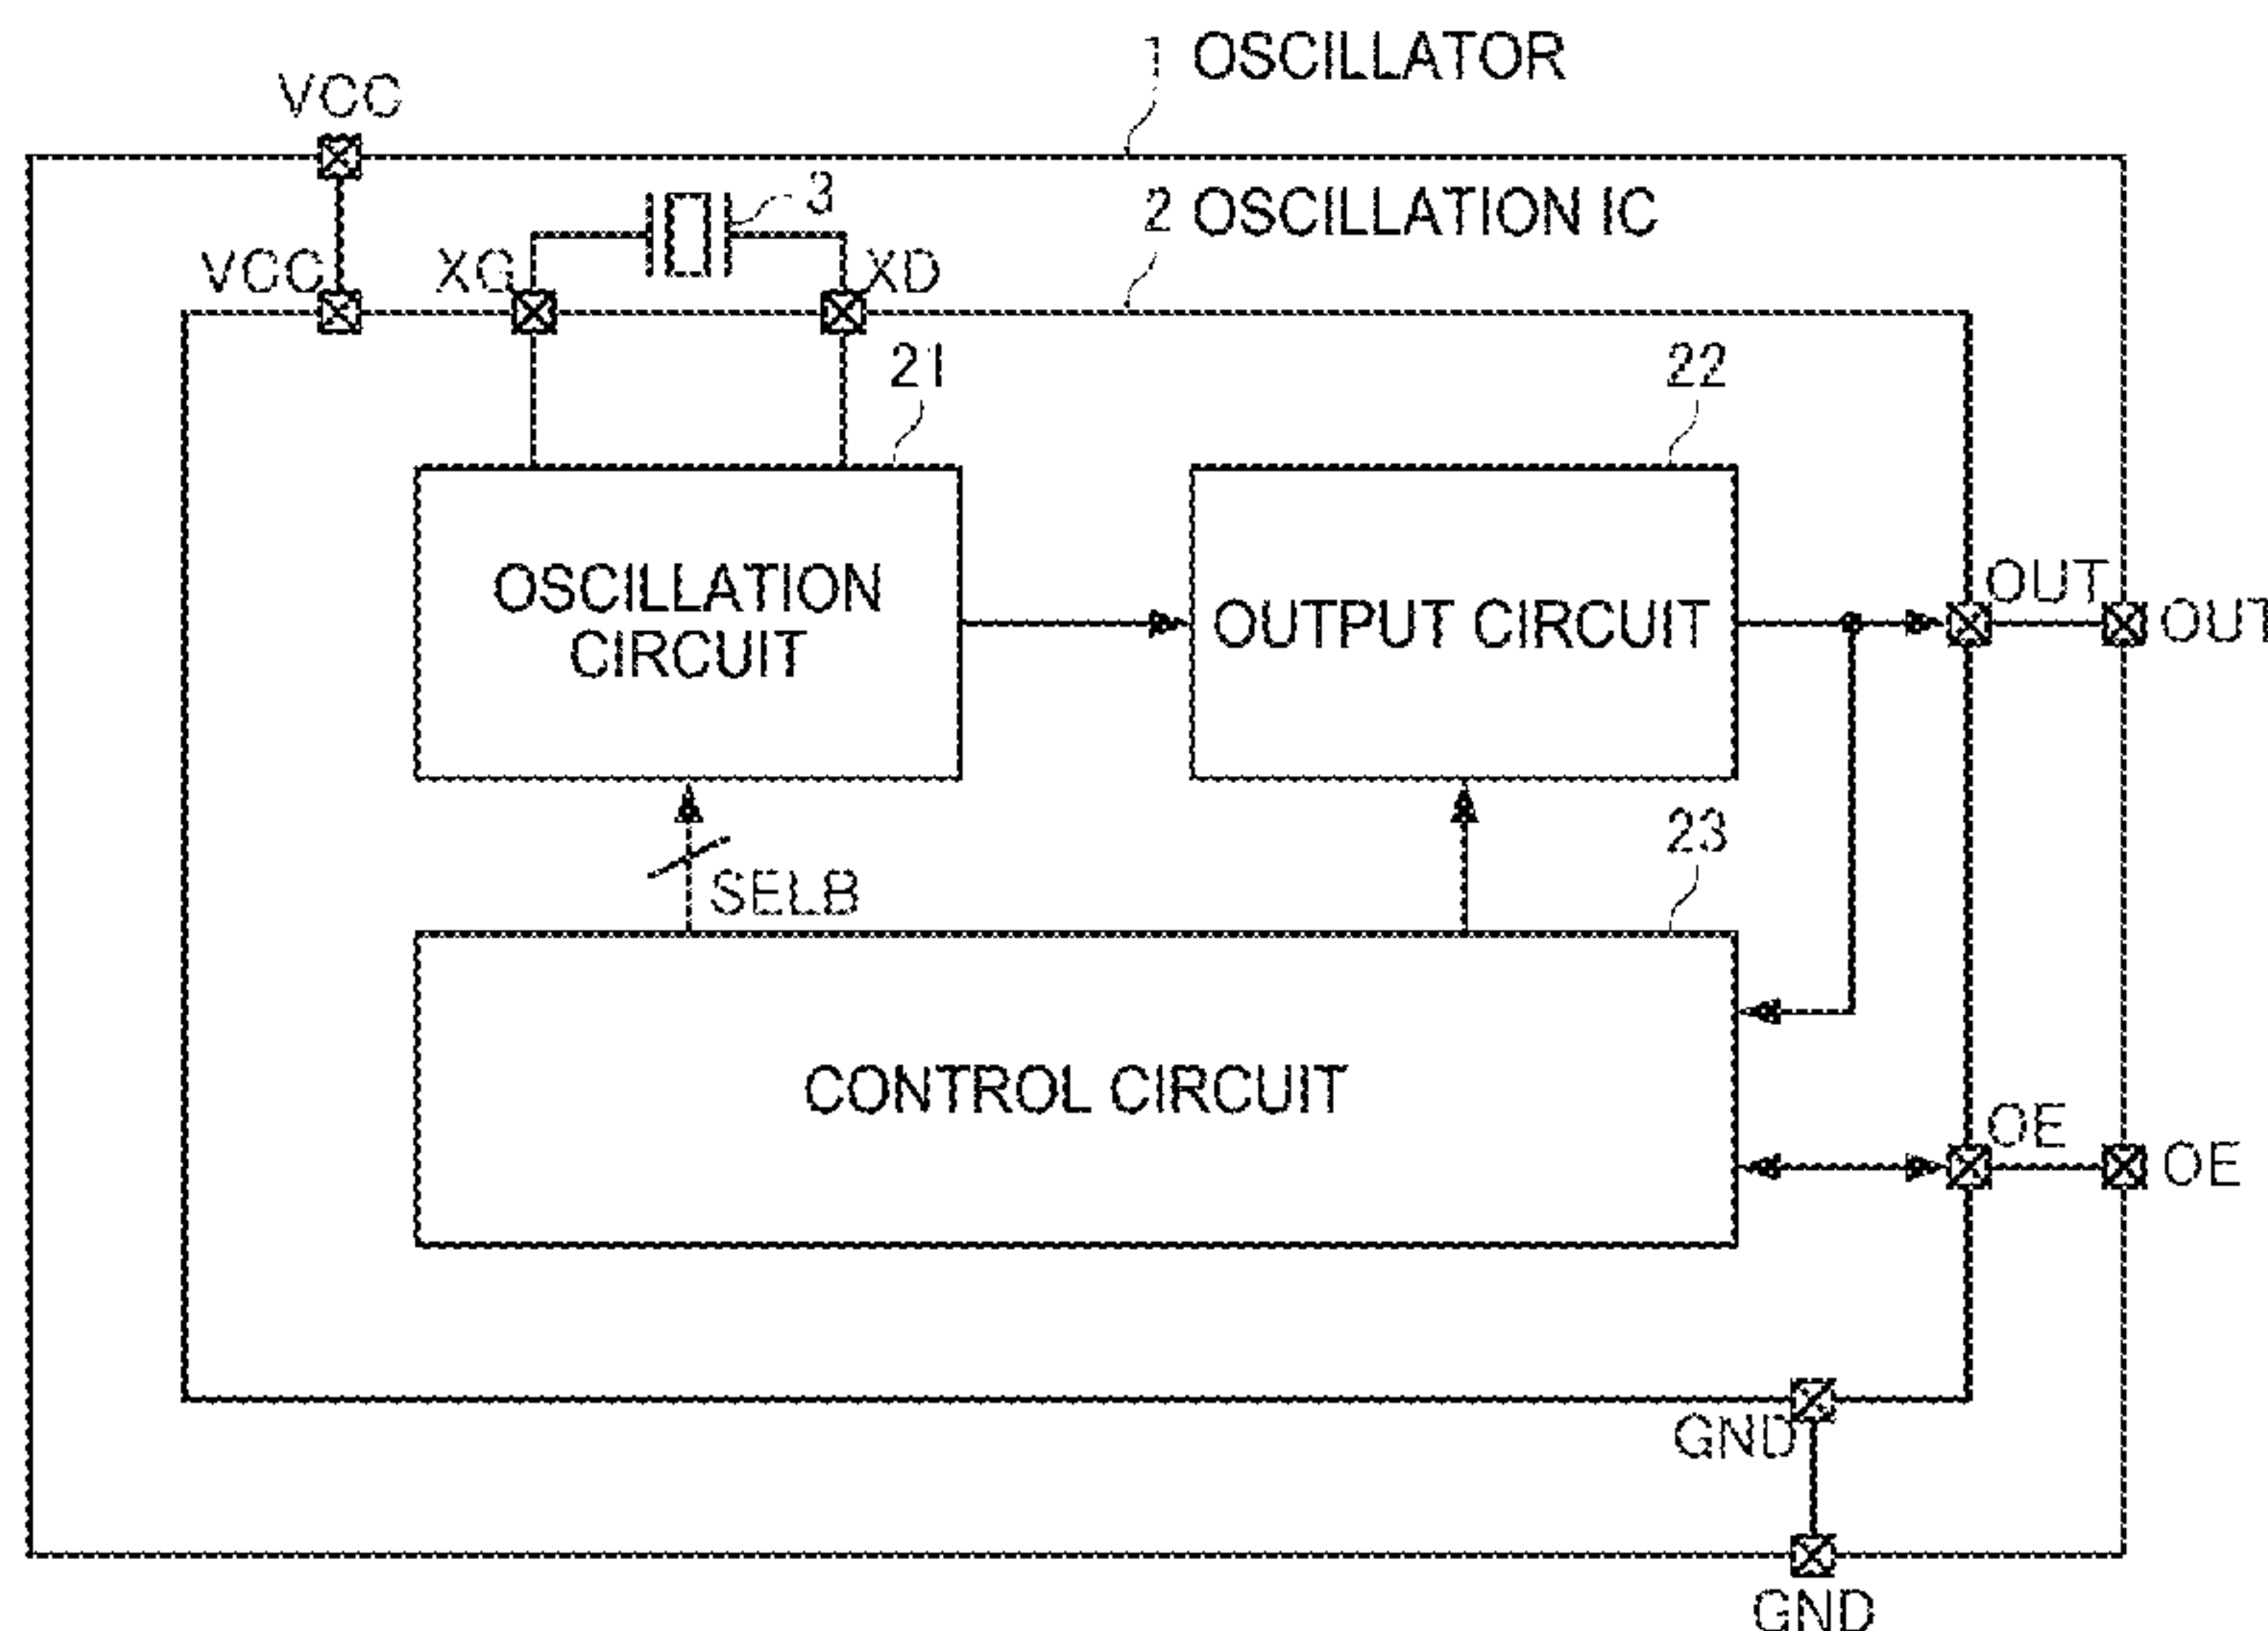 1 OSCILLATOR
VCC
3
2 OSCILLATION IC
VCC
XG
XD
21
22
OSCILLATION
CIRCUIT
OUTPUT CIRCUIT
OUT
OUT
SELB
23
CONTROL CIRCUIT
OE
OE
GND
GND